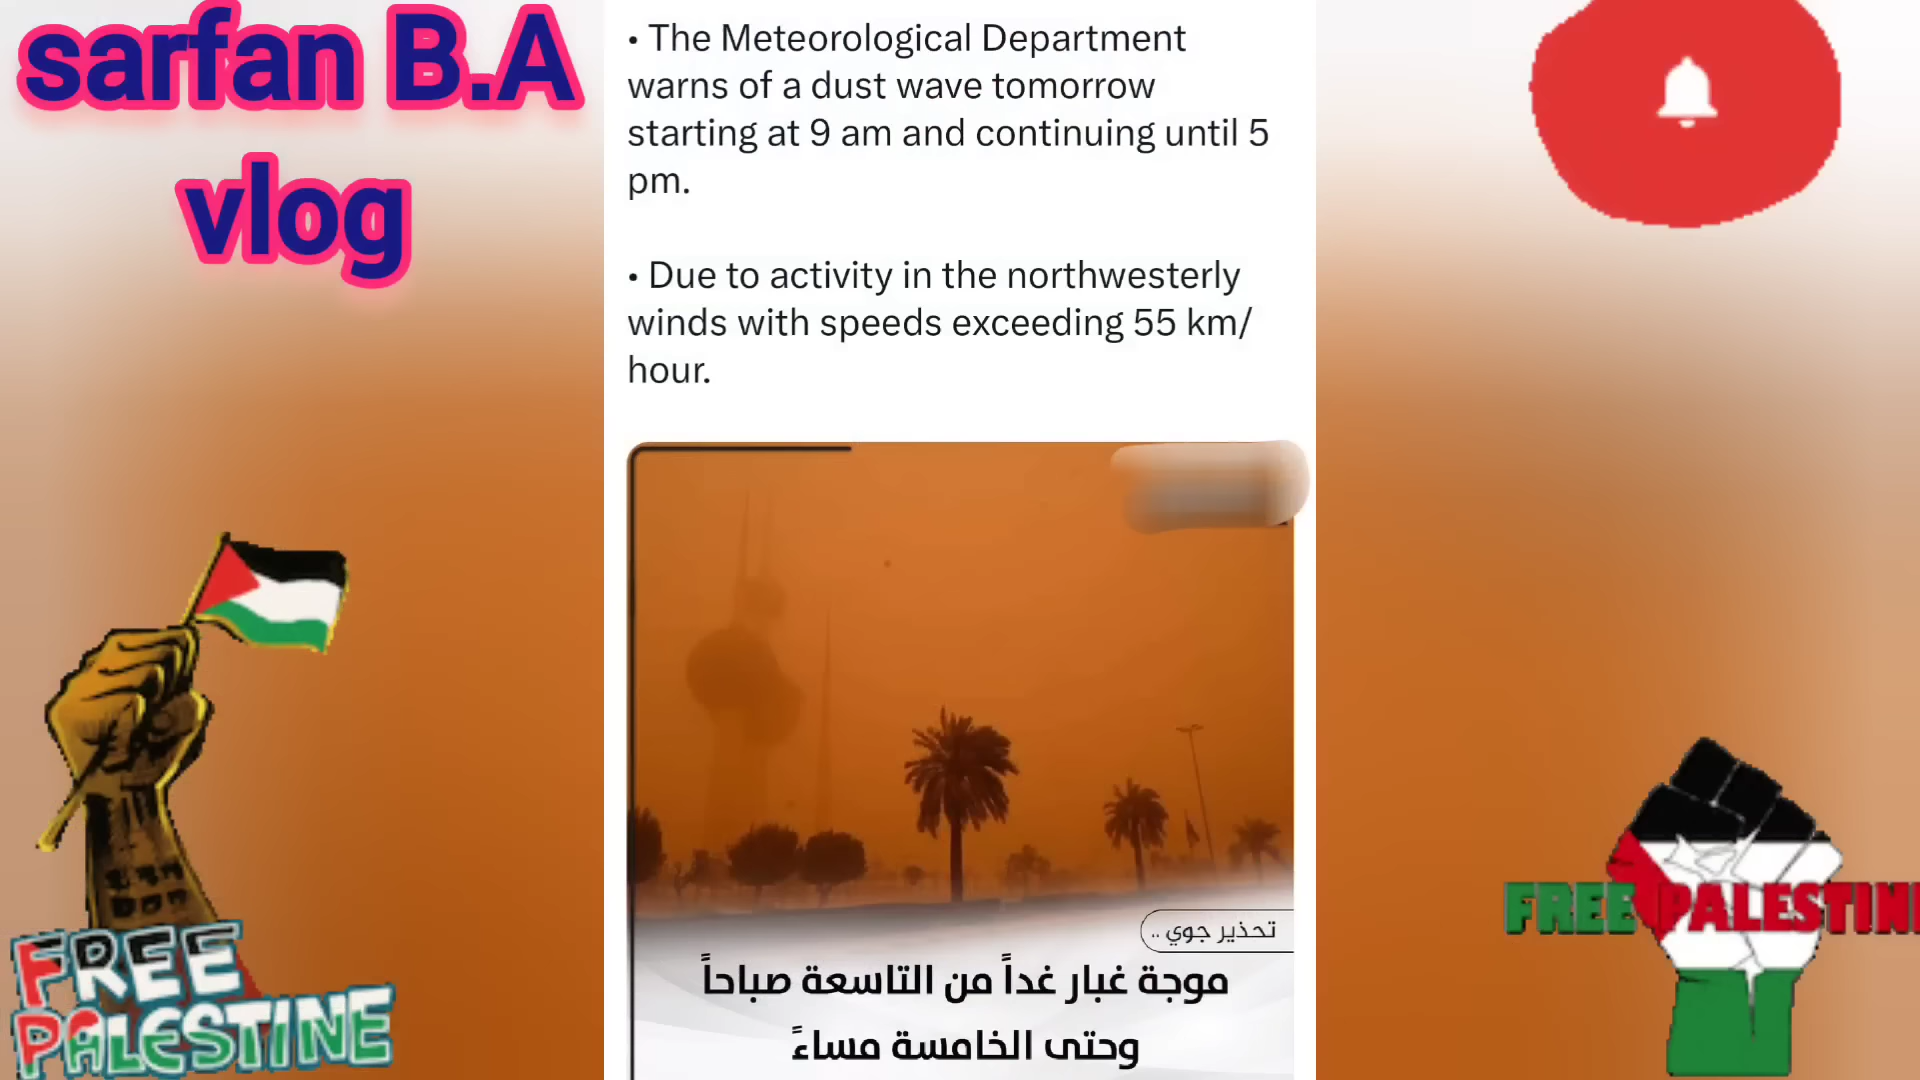 sarfan B.A
vlog
• The Meteorological Department
warns of a dust wave tomorrow
starting at 9 am and continuing until 5
pm.
• Due to activity in the northwesterly
winds with speeds exceeding 55 km/
hour.
تحذير جوي ..
موجة غبار غداً من التاسعة صباحاً
وحتى الخامسة مساءً
FREE
PALESTINE
FREE PALESTINE